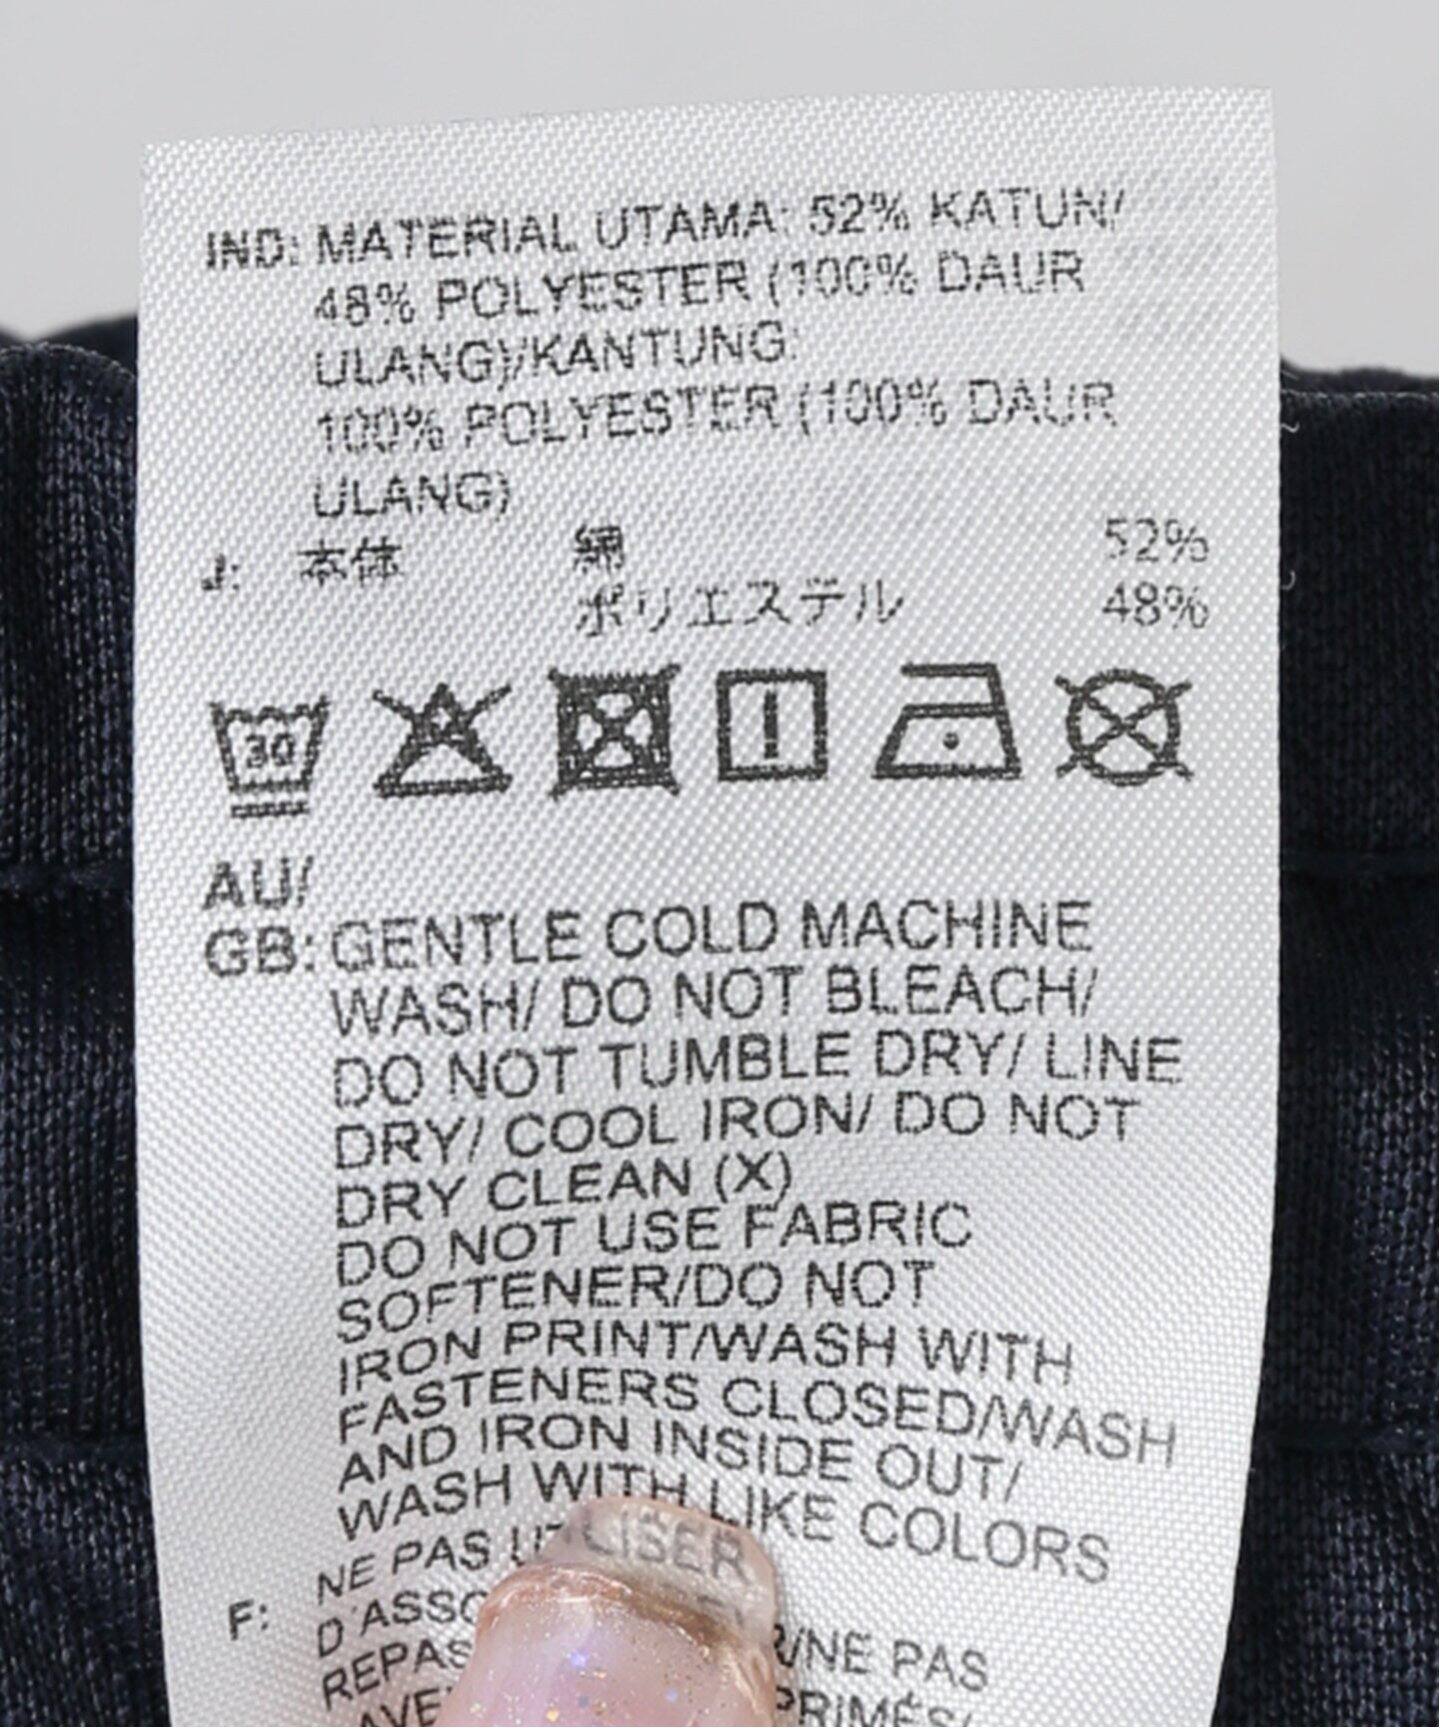 IND: MATERIAL UTAMA: 52% KATUN/
48% POLYESTER (100% DAUR
ULANG)/KANTUNG:
100% POLYESTER (100% DAUR
ULANG)
J: 本体 綿 52%
ポリエステル 48%
30
AU/
GB: GENTLE COLD MACHINE
WASH/ DO NOT BLEACH/
DO NOT TUMBLE DRY/ LINE
DRY/ COOL IRON/ DO NOT
DRY CLEAN (X)
DO NOT USE FABRIC
SOFTENER/DO NOT
IRON PRINT/WASH WITH
FASTENERS CLOSED/WASH
AND IRON INSIDE OUT/
WASH WITH LIKE COLORS
F: NE PAS UTILISER
/NE PAS